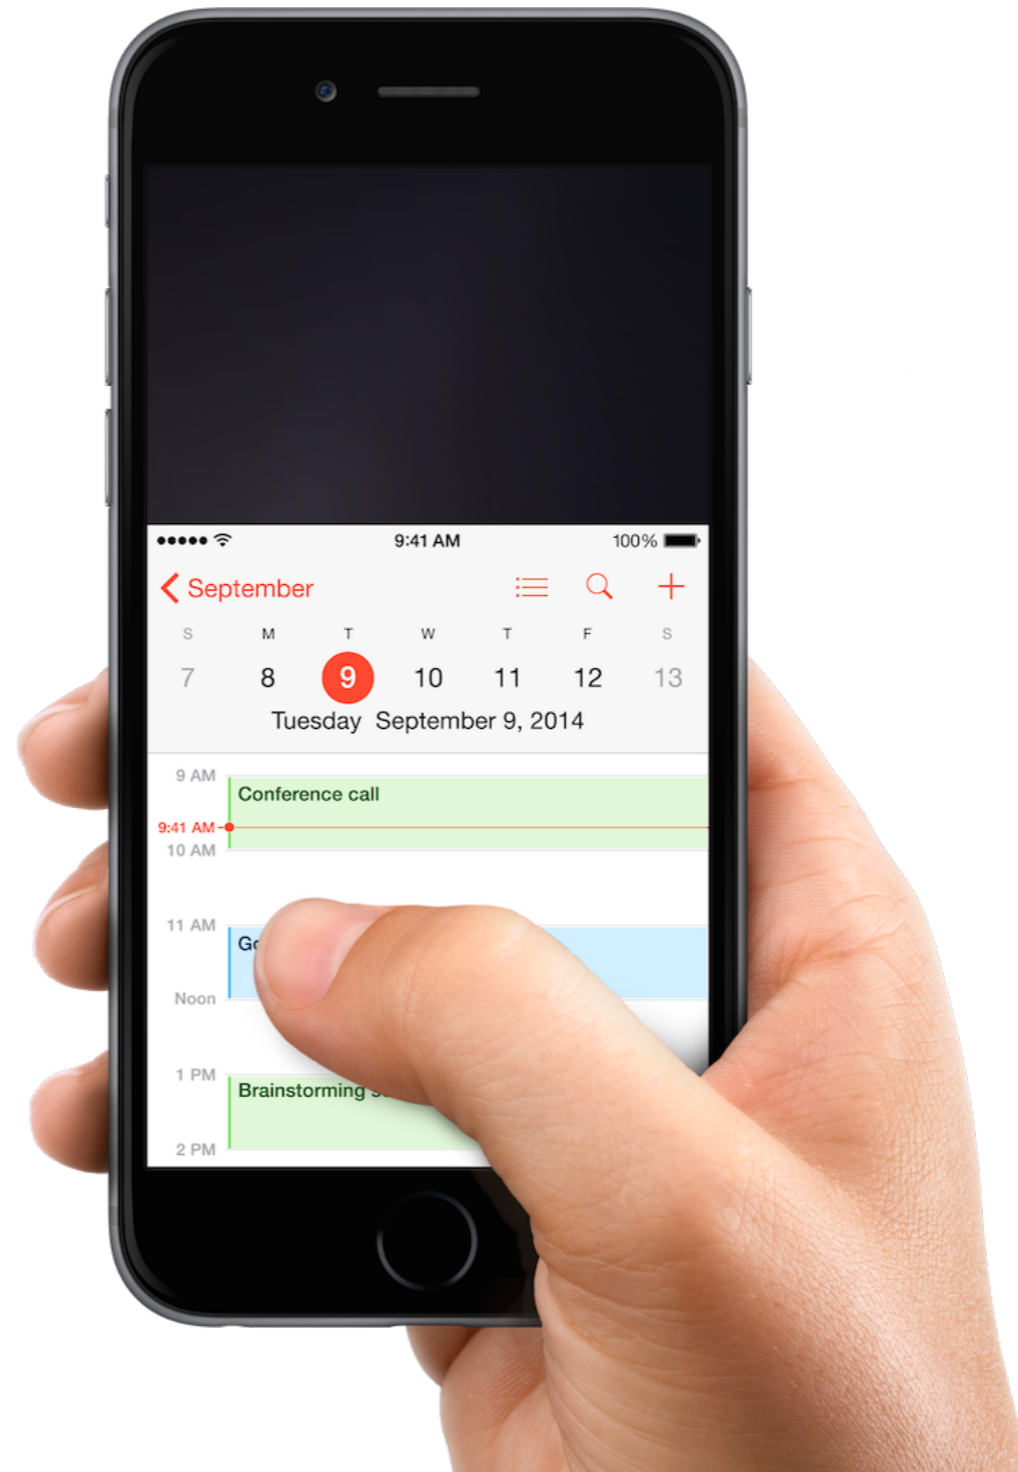 9:41 AM 100%
September
S M T W T F S
7 8 9 10 11 12 13
Tuesday September 9, 2014
9 AM
Conference call
9:41 AM
10 AM
11 AM
Noon
1 PM
Brainstorming
2 PM